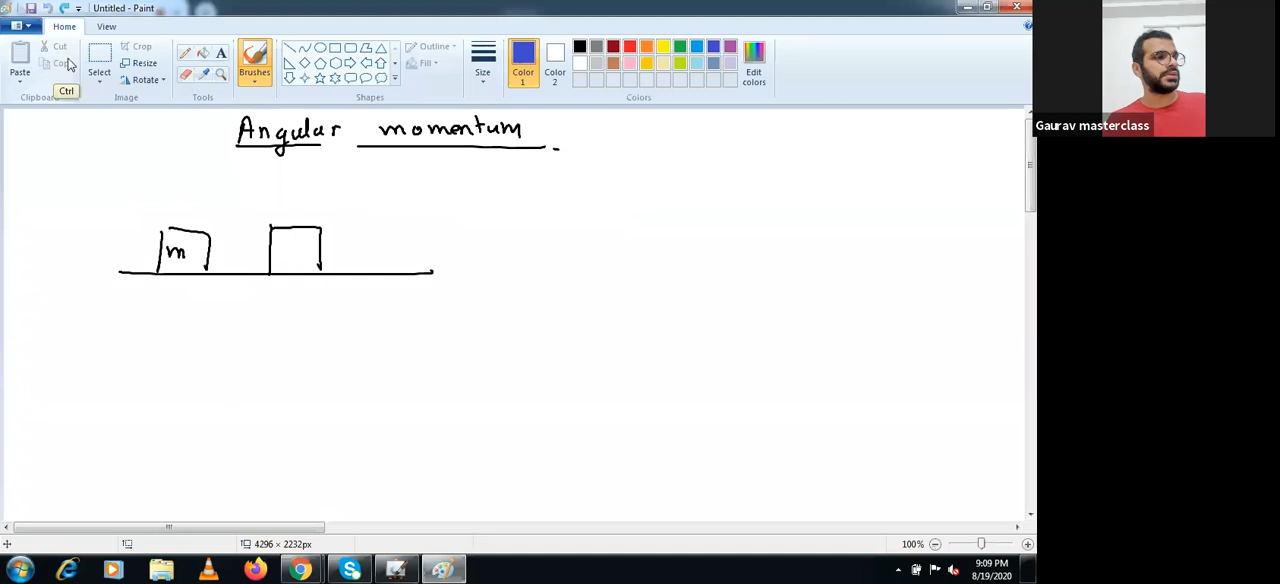 Untitled - Paint
Home View
Cut
Copy
Paste
Ctrl
Clipboard
Crop
Resize
Rotate
Select
Image
A
Tools
Brushes
Outline
Fill
Shapes
Size
Color 1
Color 2
Edit colors
Colors
Gaurav masterclass
Angular momentum
m
4296 × 2232px
100%
9:09 PM
8/19/2020